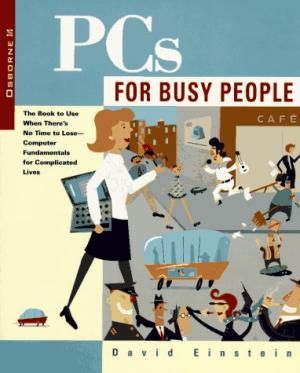 OSBORNE
PCs
FOR BUSY PEOPLE
The Book to Use
When There's
No Time to Lose—
Computer
Fundamentals
for Complicated
Lives
CAFÉ
David Einstein